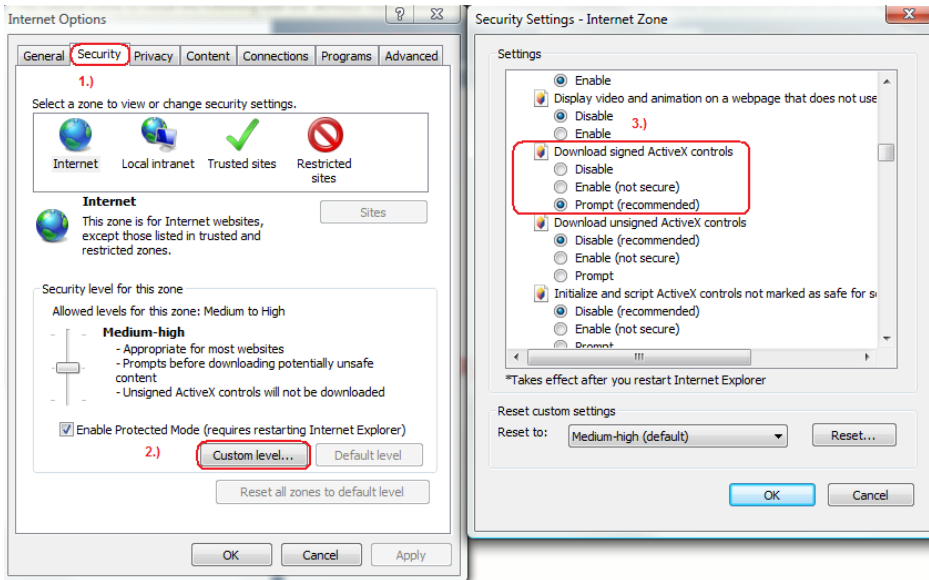 Internet Options
General Security Privacy Content Connections Programs Advanced
1.)
Select a zone to view or change security settings.
Internet Local intranet Trusted sites Restricted sites
Internet
This zone is for Internet websites,
except those listed in trusted and
restricted zones.
Sites
Security level for this zone
Allowed levels for this zone: Medium to High
Medium-high
- Appropriate for most websites
- Prompts before downloading potentially unsafe
content
- Unsigned ActiveX controls will not be downloaded
Enable Protected Mode (requires restarting Internet Explorer)
2.)
Custom level...
Default level
Reset all zones to default level
OK Cancel Apply
Security Settings - Internet Zone
Settings
Enable
Display video and animation on a webpage that does not use
Disable
3.)
Enable
Download signed ActiveX controls
Disable
Enable (not secure)
Prompt (recommended)
Download unsigned ActiveX controls
Disable (recommended)
Enable (not secure)
Prompt
Initialize and script ActiveX controls not marked as safe for s
Disable (recommended)
Enable (not secure)
Prompt
*Takes effect after you restart Internet Explorer
Reset custom settings
Reset to: Medium-high (default) Reset...
OK Cancel